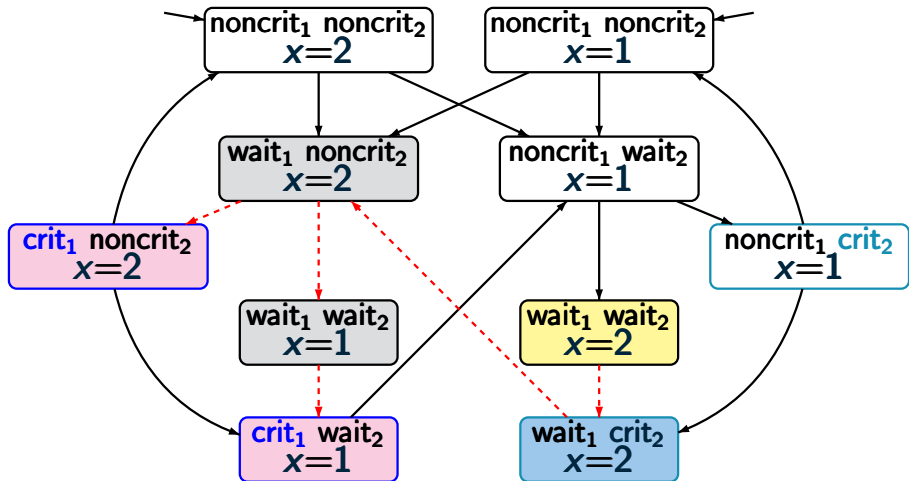 noncrit₁ noncrit₂
x=2
noncrit₁ noncrit₂
x=1
wait₁ noncrit₂
x=2
noncrit₁ wait₂
x=1
crit₁ noncrit₂
x=2
noncrit₁ crit₂
x=1
wait₁ wait₂
x=1
wait₁ wait₂
x=2
crit₁ wait₂
x=1
wait₁ crit₂
x=2